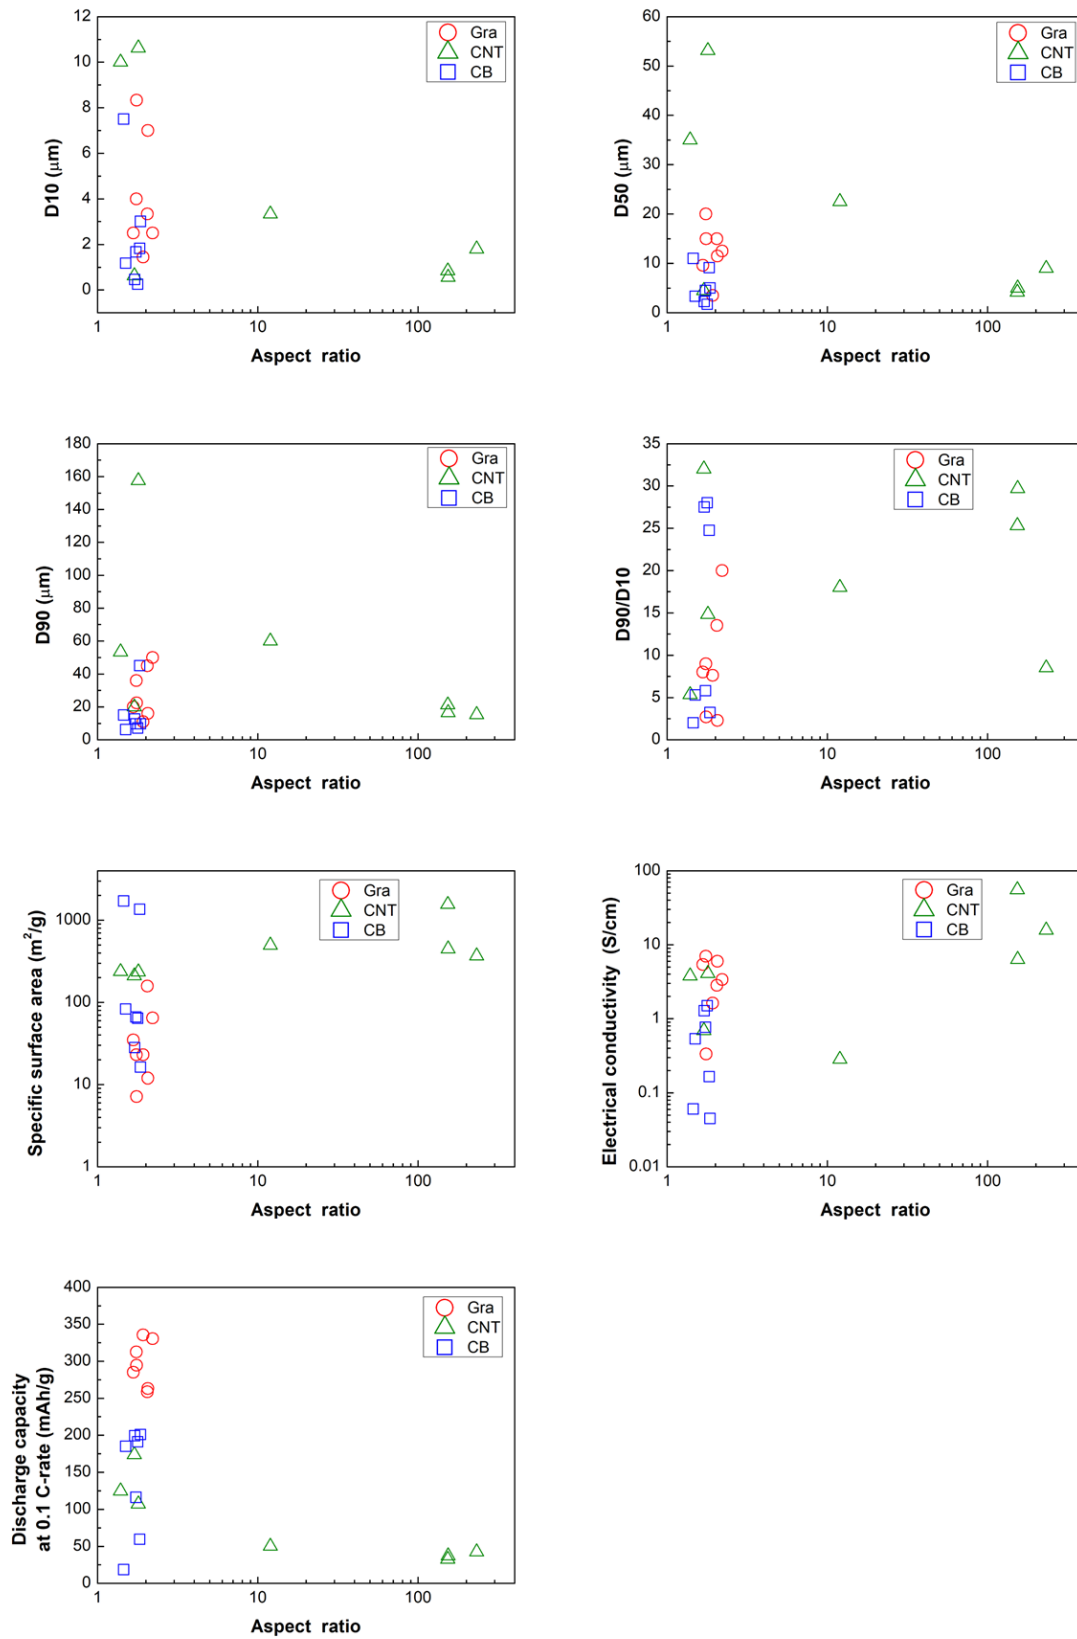 12
10
8
6
4
2
0
D10 (μm)
1
10
100
Aspect ratio
Gra
CNT
CB
60
50
40
30
20
10
0
D50 (μm)
1
10
100
Aspect ratio
Gra
CNT
CB
180
160
140
120
100
80
60
40
20
0
D90 (μm)
1
10
100
Aspect ratio
Gra
CNT
CB
35
30
25
20
15
10
5
0
D90/D10
1
10
100
Aspect ratio
Gra
CNT
CB
1000
100
10
1
Specific surface area (m²/g)
1
10
100
Aspect ratio
Gra
CNT
CB
100
10
1
0.1
0.01
Electrical conductivity (S/cm)
1
10
100
Aspect ratio
Gra
CNT
CB
400
350
300
250
200
150
100
50
0
Discharge capacity
at 0.1 C-rate (mAh/g)
1
10
100
Aspect ratio
Gra
CNT
CB